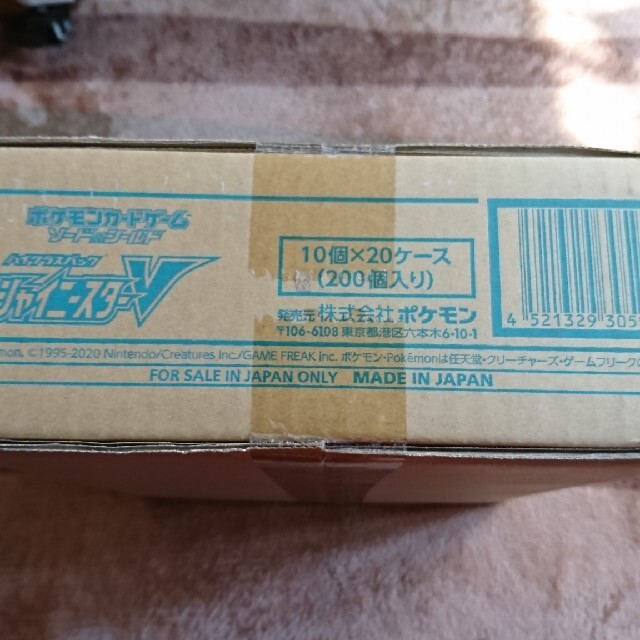 ポケモンカードゲーム
ソード&シールド
ハイクラスパック
シャイニースターV
10個×20ケース
(200個入り)
発売元 株式会社 ポケモン
〒106-6108 東京都港区六本木6-10-1
4 521329 305
mon. ©1995-2020 Nintendo/Creatures Inc./GAME FREAK inc. ポケモン・Pokémonは任天堂・クリーチャーズ・ゲームフリークの
FOR SALE IN JAPAN ONLY MADE IN JAPAN